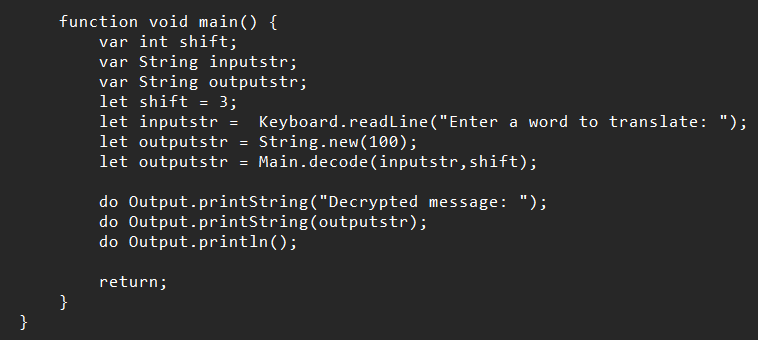 function void main() {
var int shift;
var String inputstr;
var String outputstr;
let shift = 3;
let inputstr =  Keyboard.readLine("Enter a word to translate: ");
let outputstr = String.new(100);
let outputstr = Main.decode(inputstr,shift);
do Output.printString("Decrypted message: ");
do Output.printString(outputstr);
do Output.println();
return;
}
}